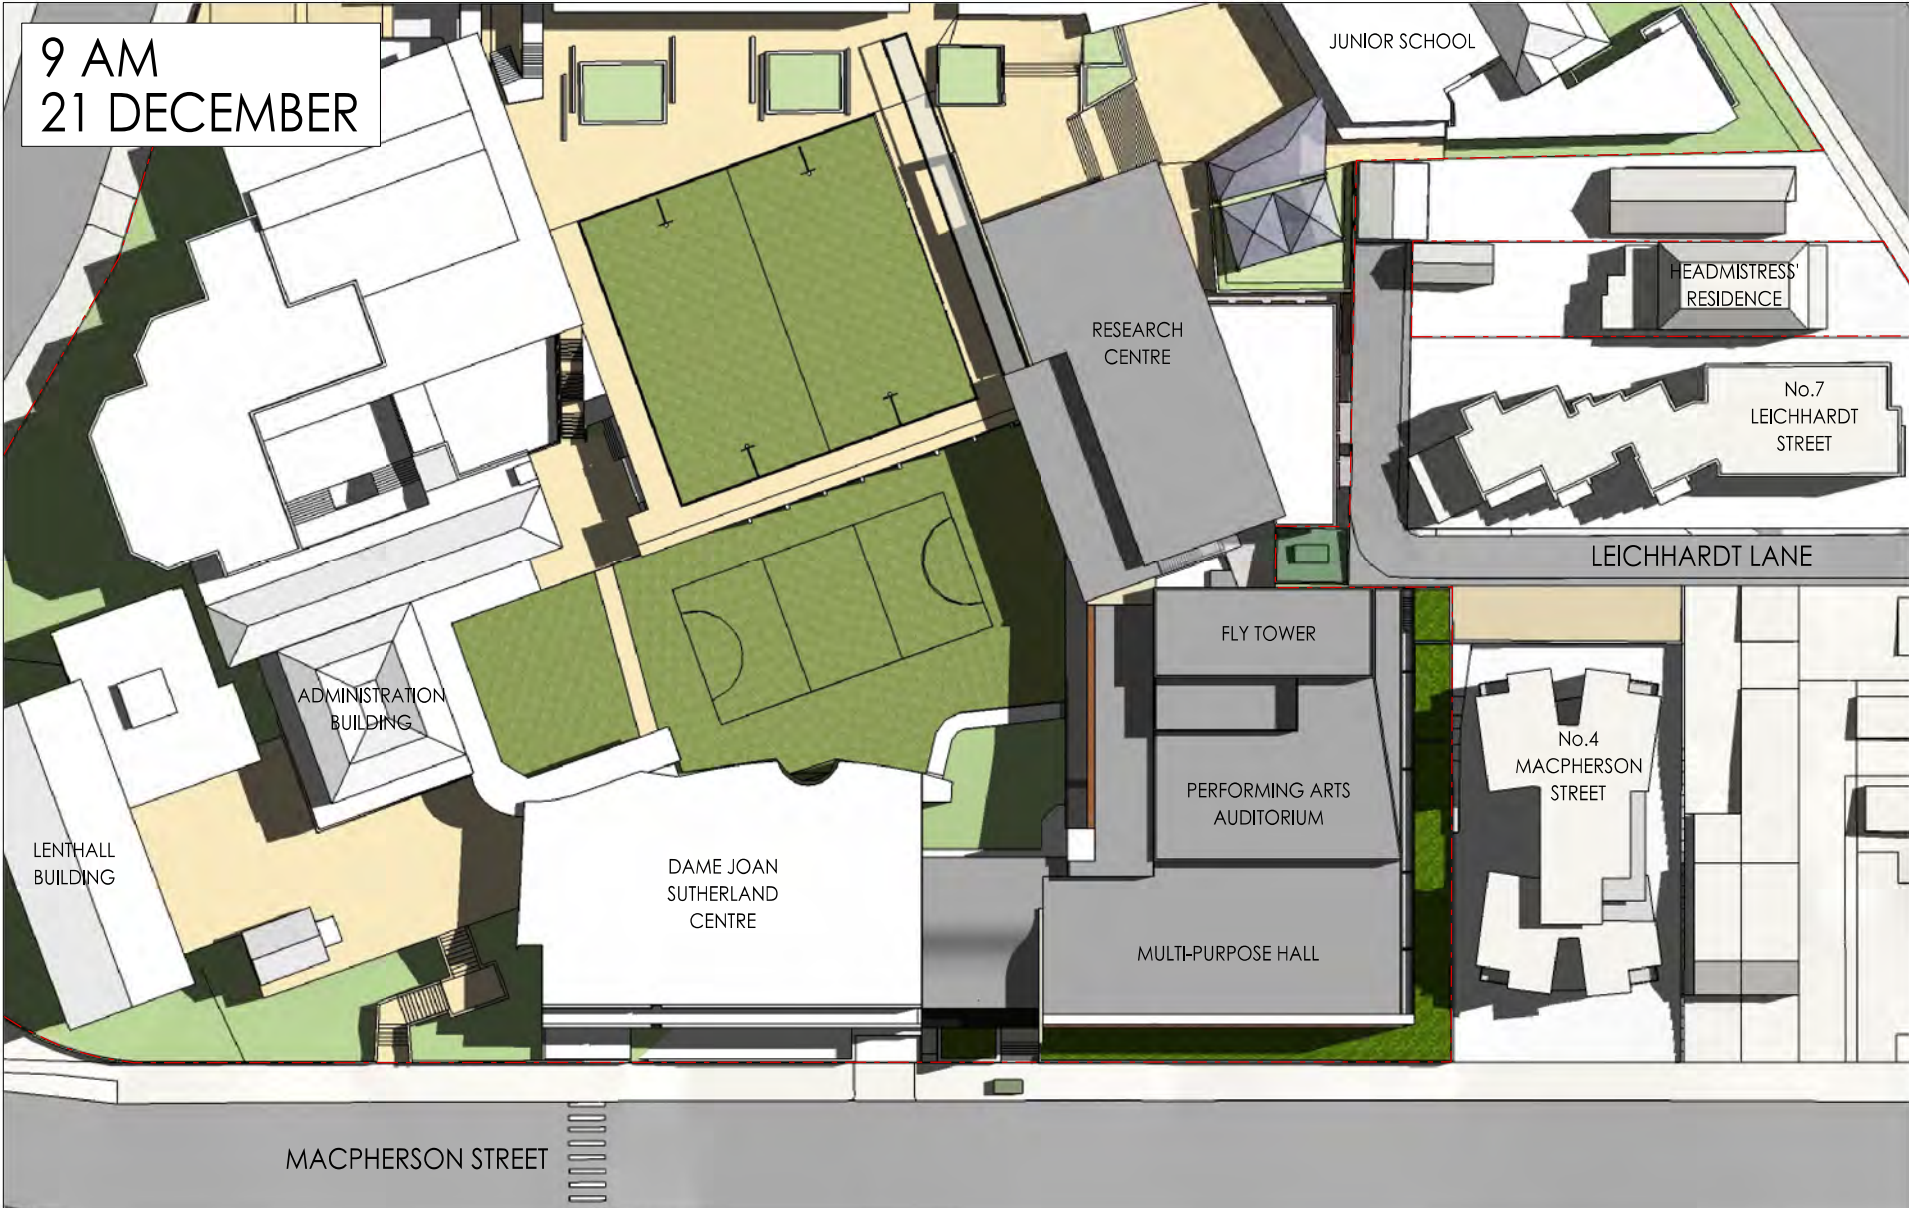 9 AM
21 DECEMBER
JUNIOR SCHOOL
HEADMISTRESS'
RESIDENCE
RESEARCH
CENTRE
No.7
LEICHHARDT
STREET
LEICHHARDT LANE
FLY TOWER
ADMINISTRATION
BUILDING
No.4
MACPHERSON
STREET
PERFORMING ARTS
AUDITORIUM
LENTHALL
BUILDING
DAME JOAN
SUTHERLAND
CENTRE
MULTI-PURPOSE HALL
MACPHERSON STREET